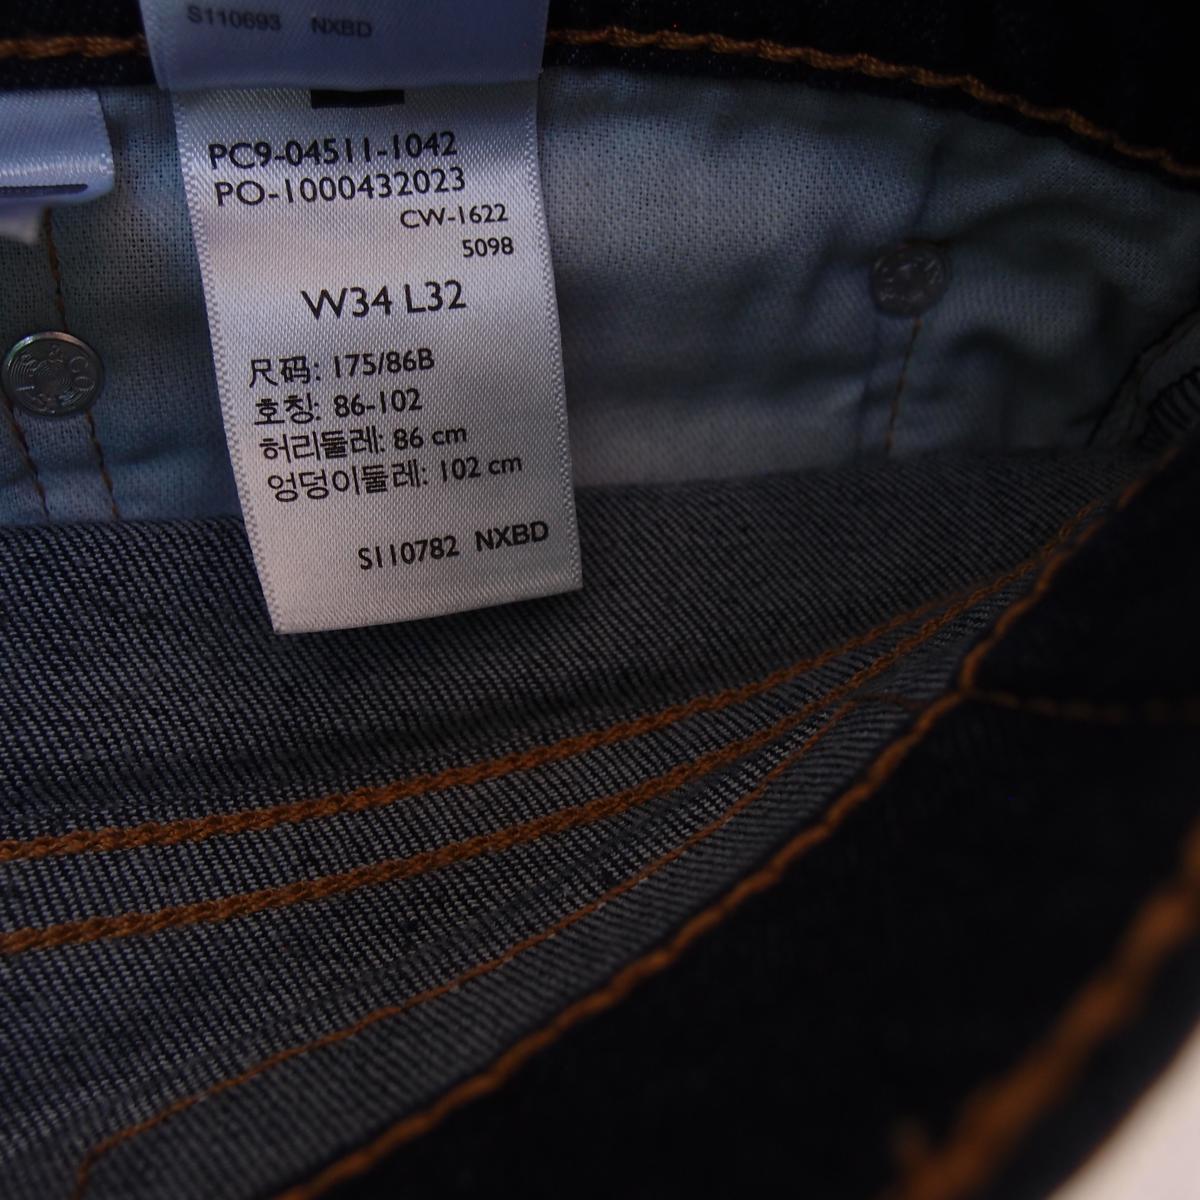 S110693 NXBD
PC9-04511-1042
PO-1000432023
CW-1622
5098
W34 L32
尺码: 175/86B
호칭: 86-102
허리둘레: 86 cm
엉덩이둘레: 102 cm
S110782 NXBD